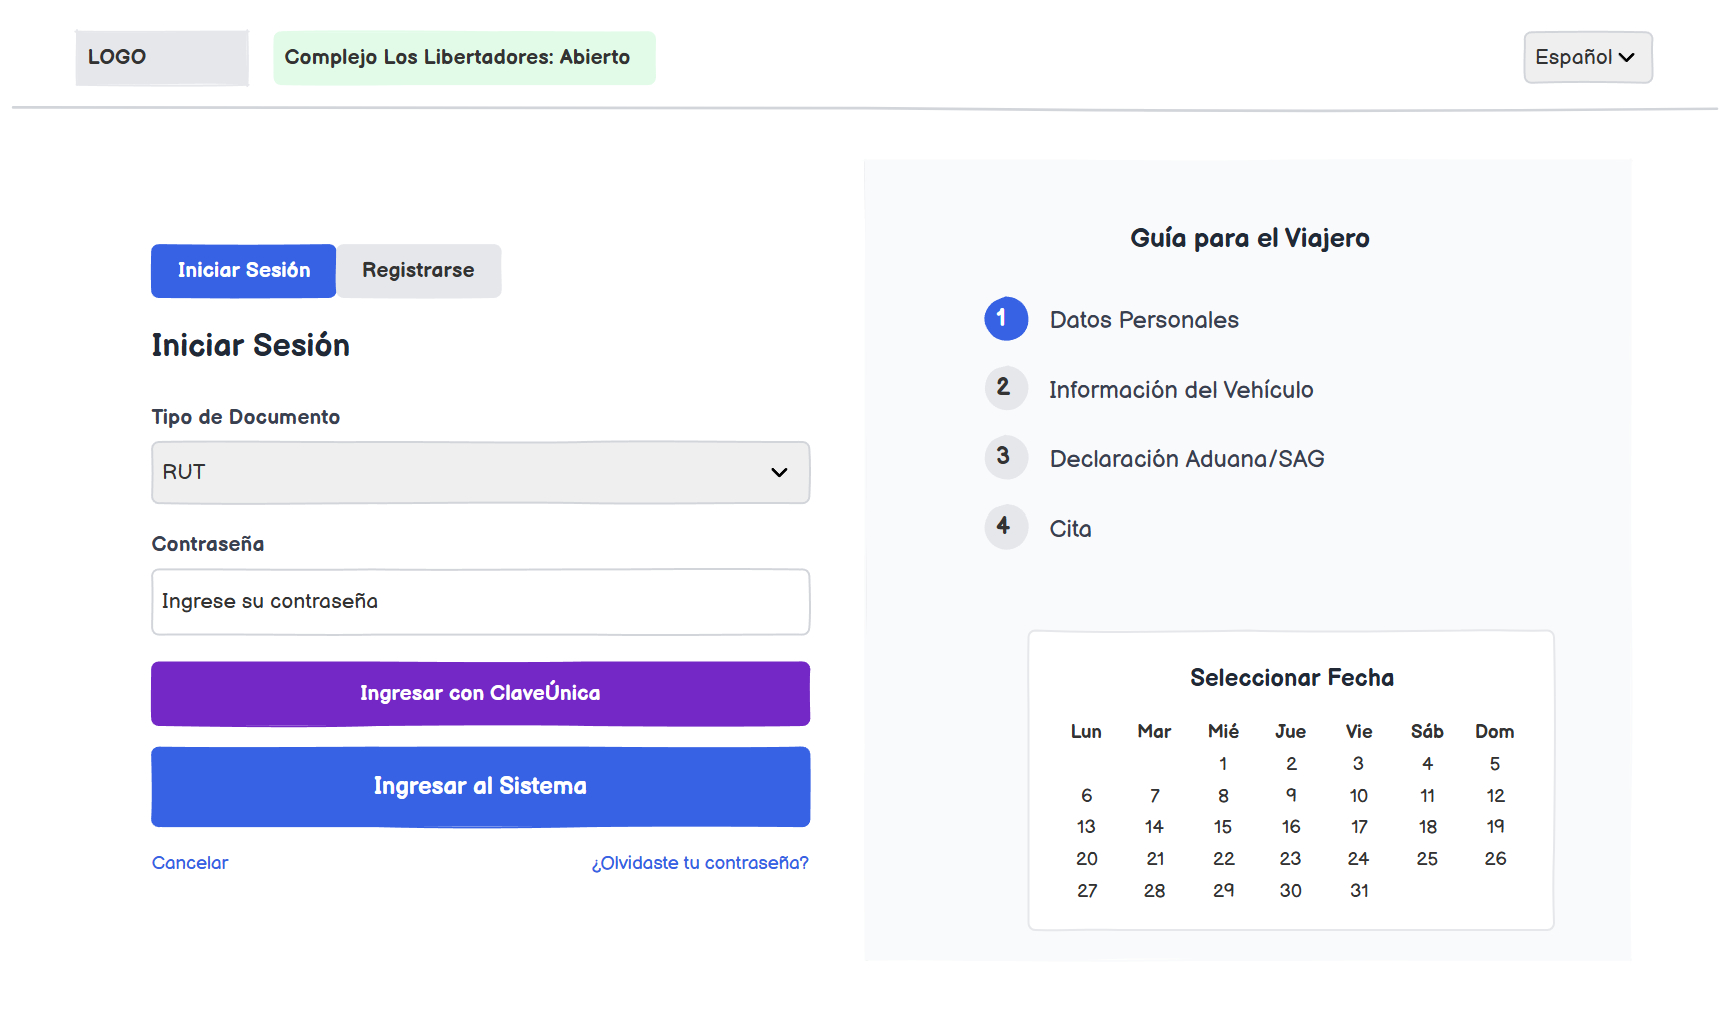 LOGO
Complejo Los Libertadores: Abierto
Español
Iniciar Sesión
Registrarse
Iniciar Sesión
Tipo de Documento
RUT
Contraseña
Ingrese su contraseña
Ingresar con ClaveÚnica
Ingresar al Sistema
Cancelar
¿Olvidaste tu contraseña?
Guía para el Viajero
1 Datos Personales
2 Información del Vehículo
3 Declaración Aduana/SAG
4 Cita
Seleccionar Fecha
Lun Mar Mié Jue Vie Sáb Dom
1 2 3 4 5
6 7 8 9 10 11 12
13 14 15 16 17 18 19
20 21 22 23 24 25 26
27 28 29 30 31